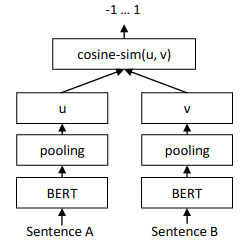 -1 … 1
cosine-sim(u, v)
u v
pooling pooling
BERT BERT
Sentence A Sentence B